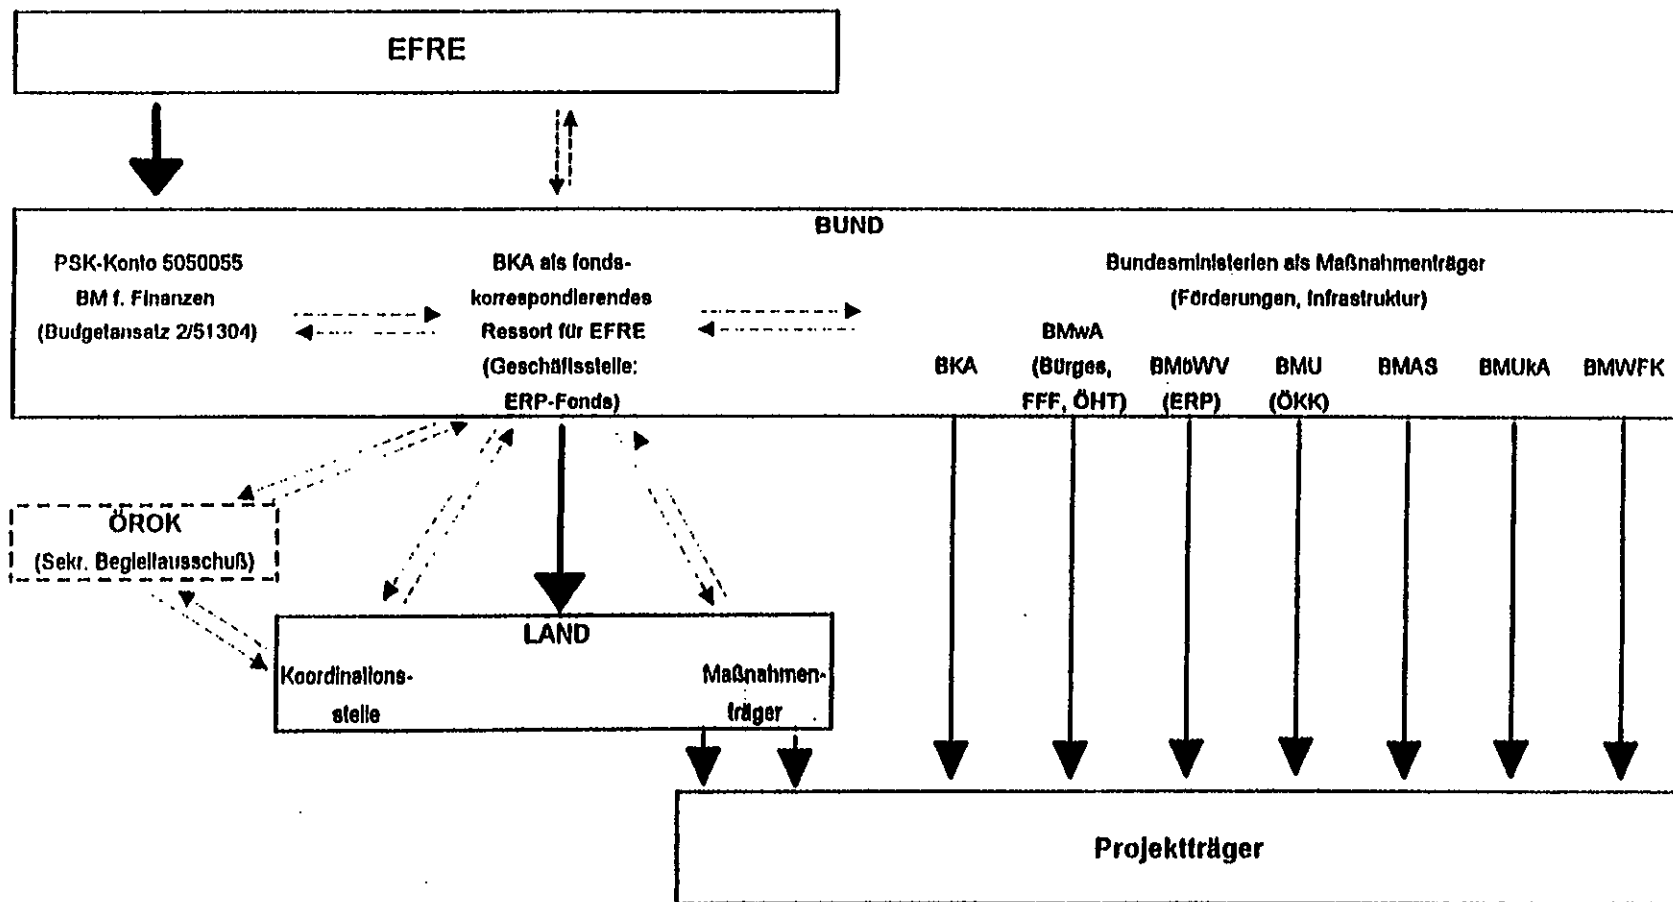 EFRE
BUND
PSK-Konto 5050055
BM f. Finanzen
(Budgetansatz 2/51304)
BKA als fonds-
korrespondierendes
Ressort für EFRE
(Geschäftsstelle:
ERP-Fonds)
Bundesministerien als Maßnahmenträger
(Förderungen, Infrastruktur)
BKA
BMwA
(Bürges,
FFF, ÖHT)
BMöWV
(ERP)
BMU
(ÖKK)
BMAS
BMUkA
BMWFK
ÖROK
(Sekr. Begleitausschuß)
LAND
Koordinations-
stelle
Maßnahmen-
träger
Projektträger